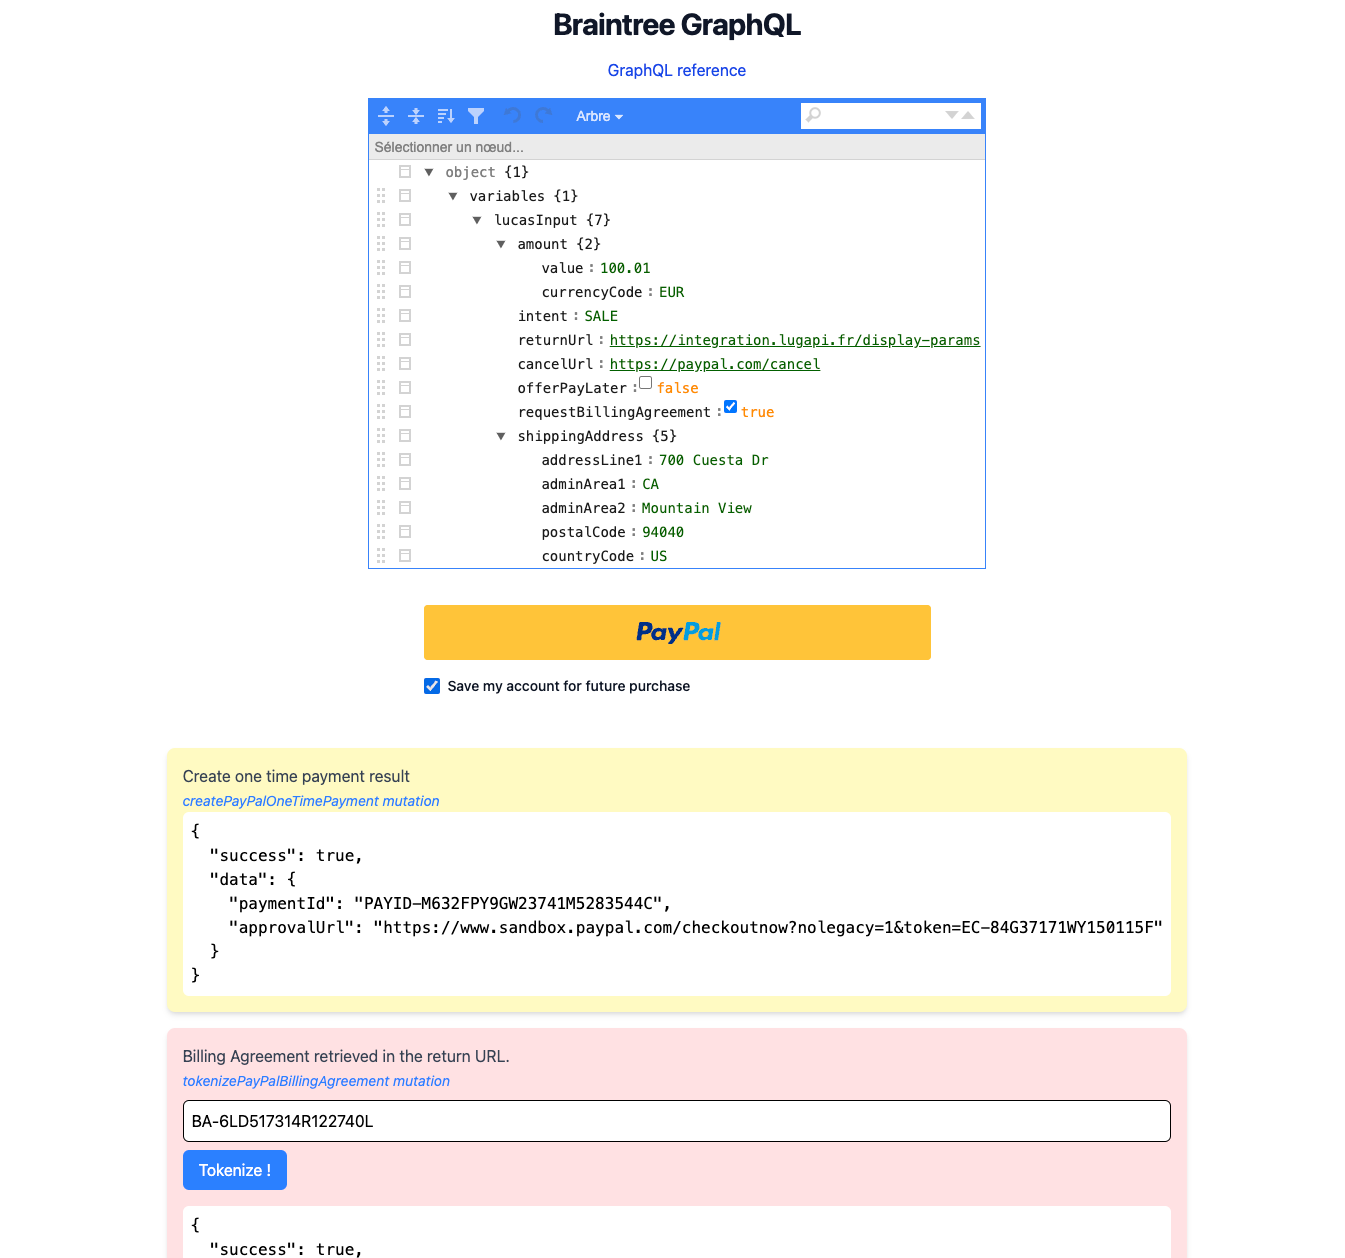 Braintree GraphQL
GraphQL reference
Arbre
Sélectionner un nœud...
object {1}
variables {1}
lucasInput {7}
amount {2}
value : 100.01
currencyCode : EUR
intent : SALE
returnUrl : https://integration.lugapi.fr/display-params
cancelUrl : https://paypal.com/cancel
offerPayLater : false
requestBillingAgreement : true
shippingAddress {5}
addressLine1 : 700 Cuesta Dr
adminArea1 : CA
adminArea2 : Mountain View
postalCode : 94040
countryCode : US
PayPal
Save my account for future purchase
Create one time payment result
createPayPalOneTimePayment mutation
{
"success": true,
"data": {
"paymentId": "PAYID-M632FPY9GW23741M5283544C",
"approvalUrl": "https://www.sandbox.paypal.com/checkoutnow?nolegacy=1&token=EC-84G37171WY150115F"
}
}
Billing Agreement retrieved in the return URL.
tokenizePayPalBillingAgreement mutation
BA-6LD517314R122740L
Tokenize !
{
"success": true,